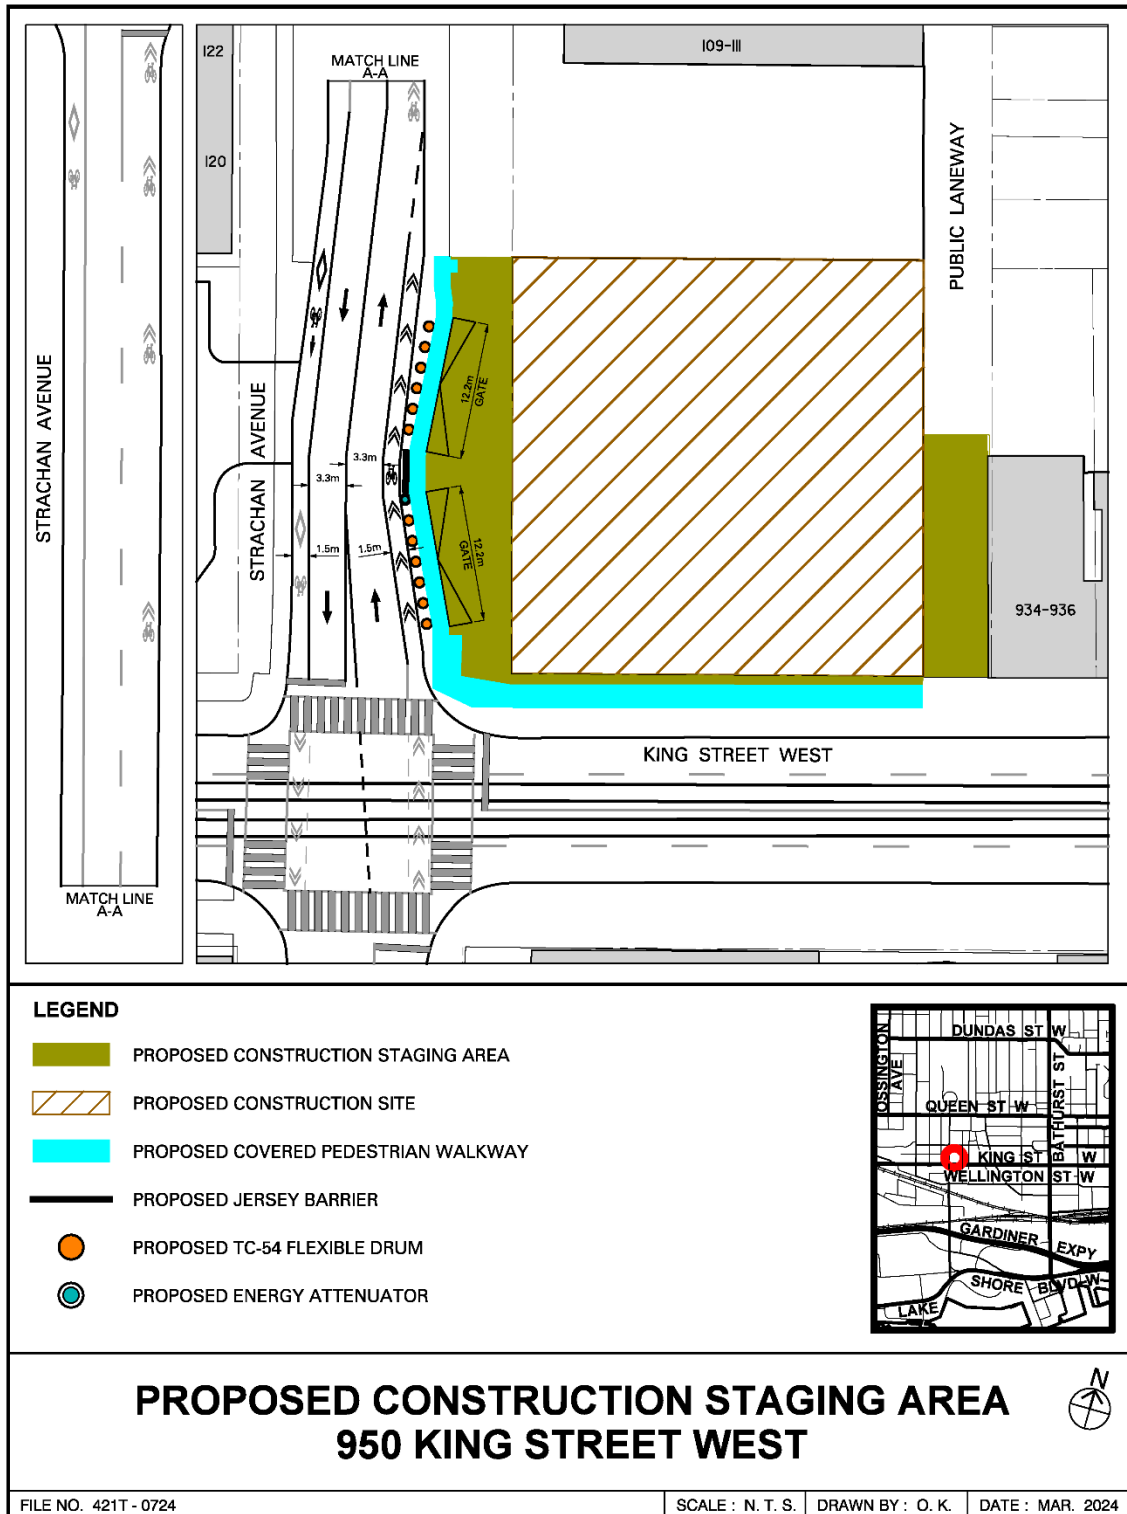 MATCH LINE
A-A
122
120
109-111
PUBLIC LANEWAY
STRACHAN AVENUE
STRACHAN AVENUE
12.2m
GATE
3.3m
3.3m
1.5m
1.5m
12.2m
GATE
934-936
KING STREET WEST
MATCH LINE
A-A
LEGEND
PROPOSED CONSTRUCTION STAGING AREA
PROPOSED CONSTRUCTION SITE
PROPOSED COVERED PEDESTRIAN WALKWAY
PROPOSED JERSEY BARRIER
PROPOSED TC-54 FLEXIBLE DRUM
PROPOSED ENERGY ATTENUATOR
OSSINGTON
AVE
DUNDAS ST W
BATHURST ST
QUEEN ST W
KING ST W
WELLINGTON ST W
GARDINER EXPY
LAKE SHORE BLVD W
N
PROPOSED CONSTRUCTION STAGING AREA
950 KING STREET WEST
FILE NO. 421T - 0724
SCALE : N. T. S.
DRAWN BY : O. K.
DATE : MAR. 2024